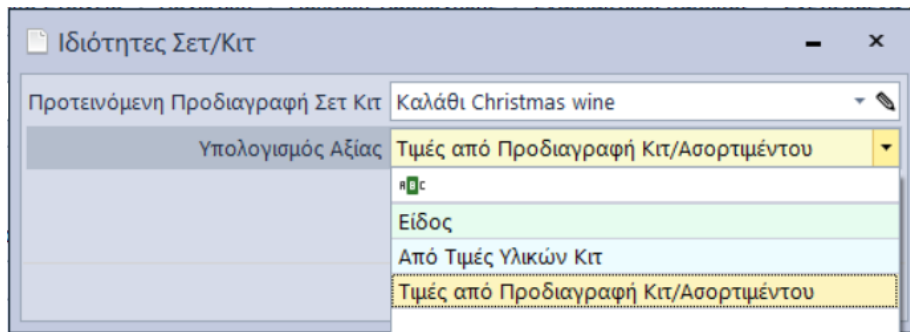 Ιδιότητες Σετ/Κιτ
Προτεινόμενη Προδιαγραφή Σετ Κιτ Καλάθι Christmas wine
Υπολογισμός Αξίας Τιμές από Προδιαγραφή Κιτ/Ασορτιμέντου
ABC
Είδος
Από Τιμές Υλικών Κιτ
Τιμές από Προδιαγραφή Κιτ/Ασορτιμέντου